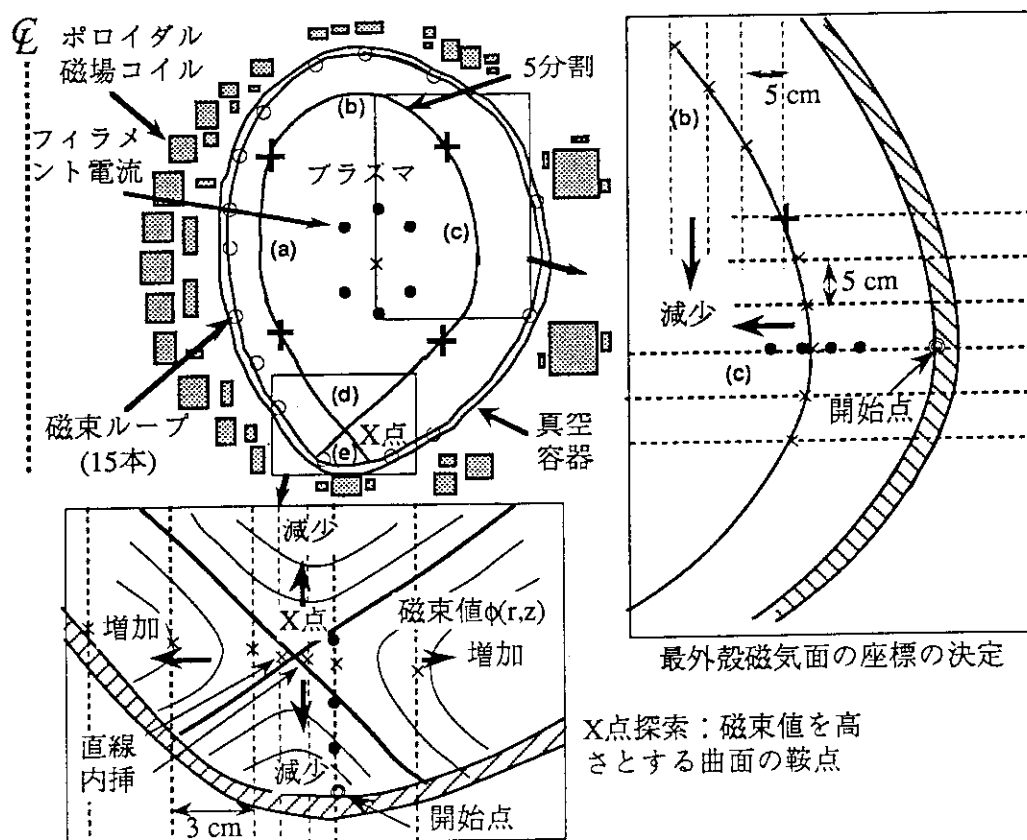 ℄
ポロイダル
磁場コイル
フィラメ
ント電流
5分割
プラズマ
(a)
(b)
(c)
(d)
(e)
X点
磁束ループ
(15本)
真空
容器
(b)
5 cm
減少
5 cm
(c)
開始点
最外殻磁気面の座標の決定
減少
X点
磁束値φ(r,z)
増加
増加
直線
内挿
減少
3 cm
開始点
X点探索：磁束値を高
さとする曲面の鞍点